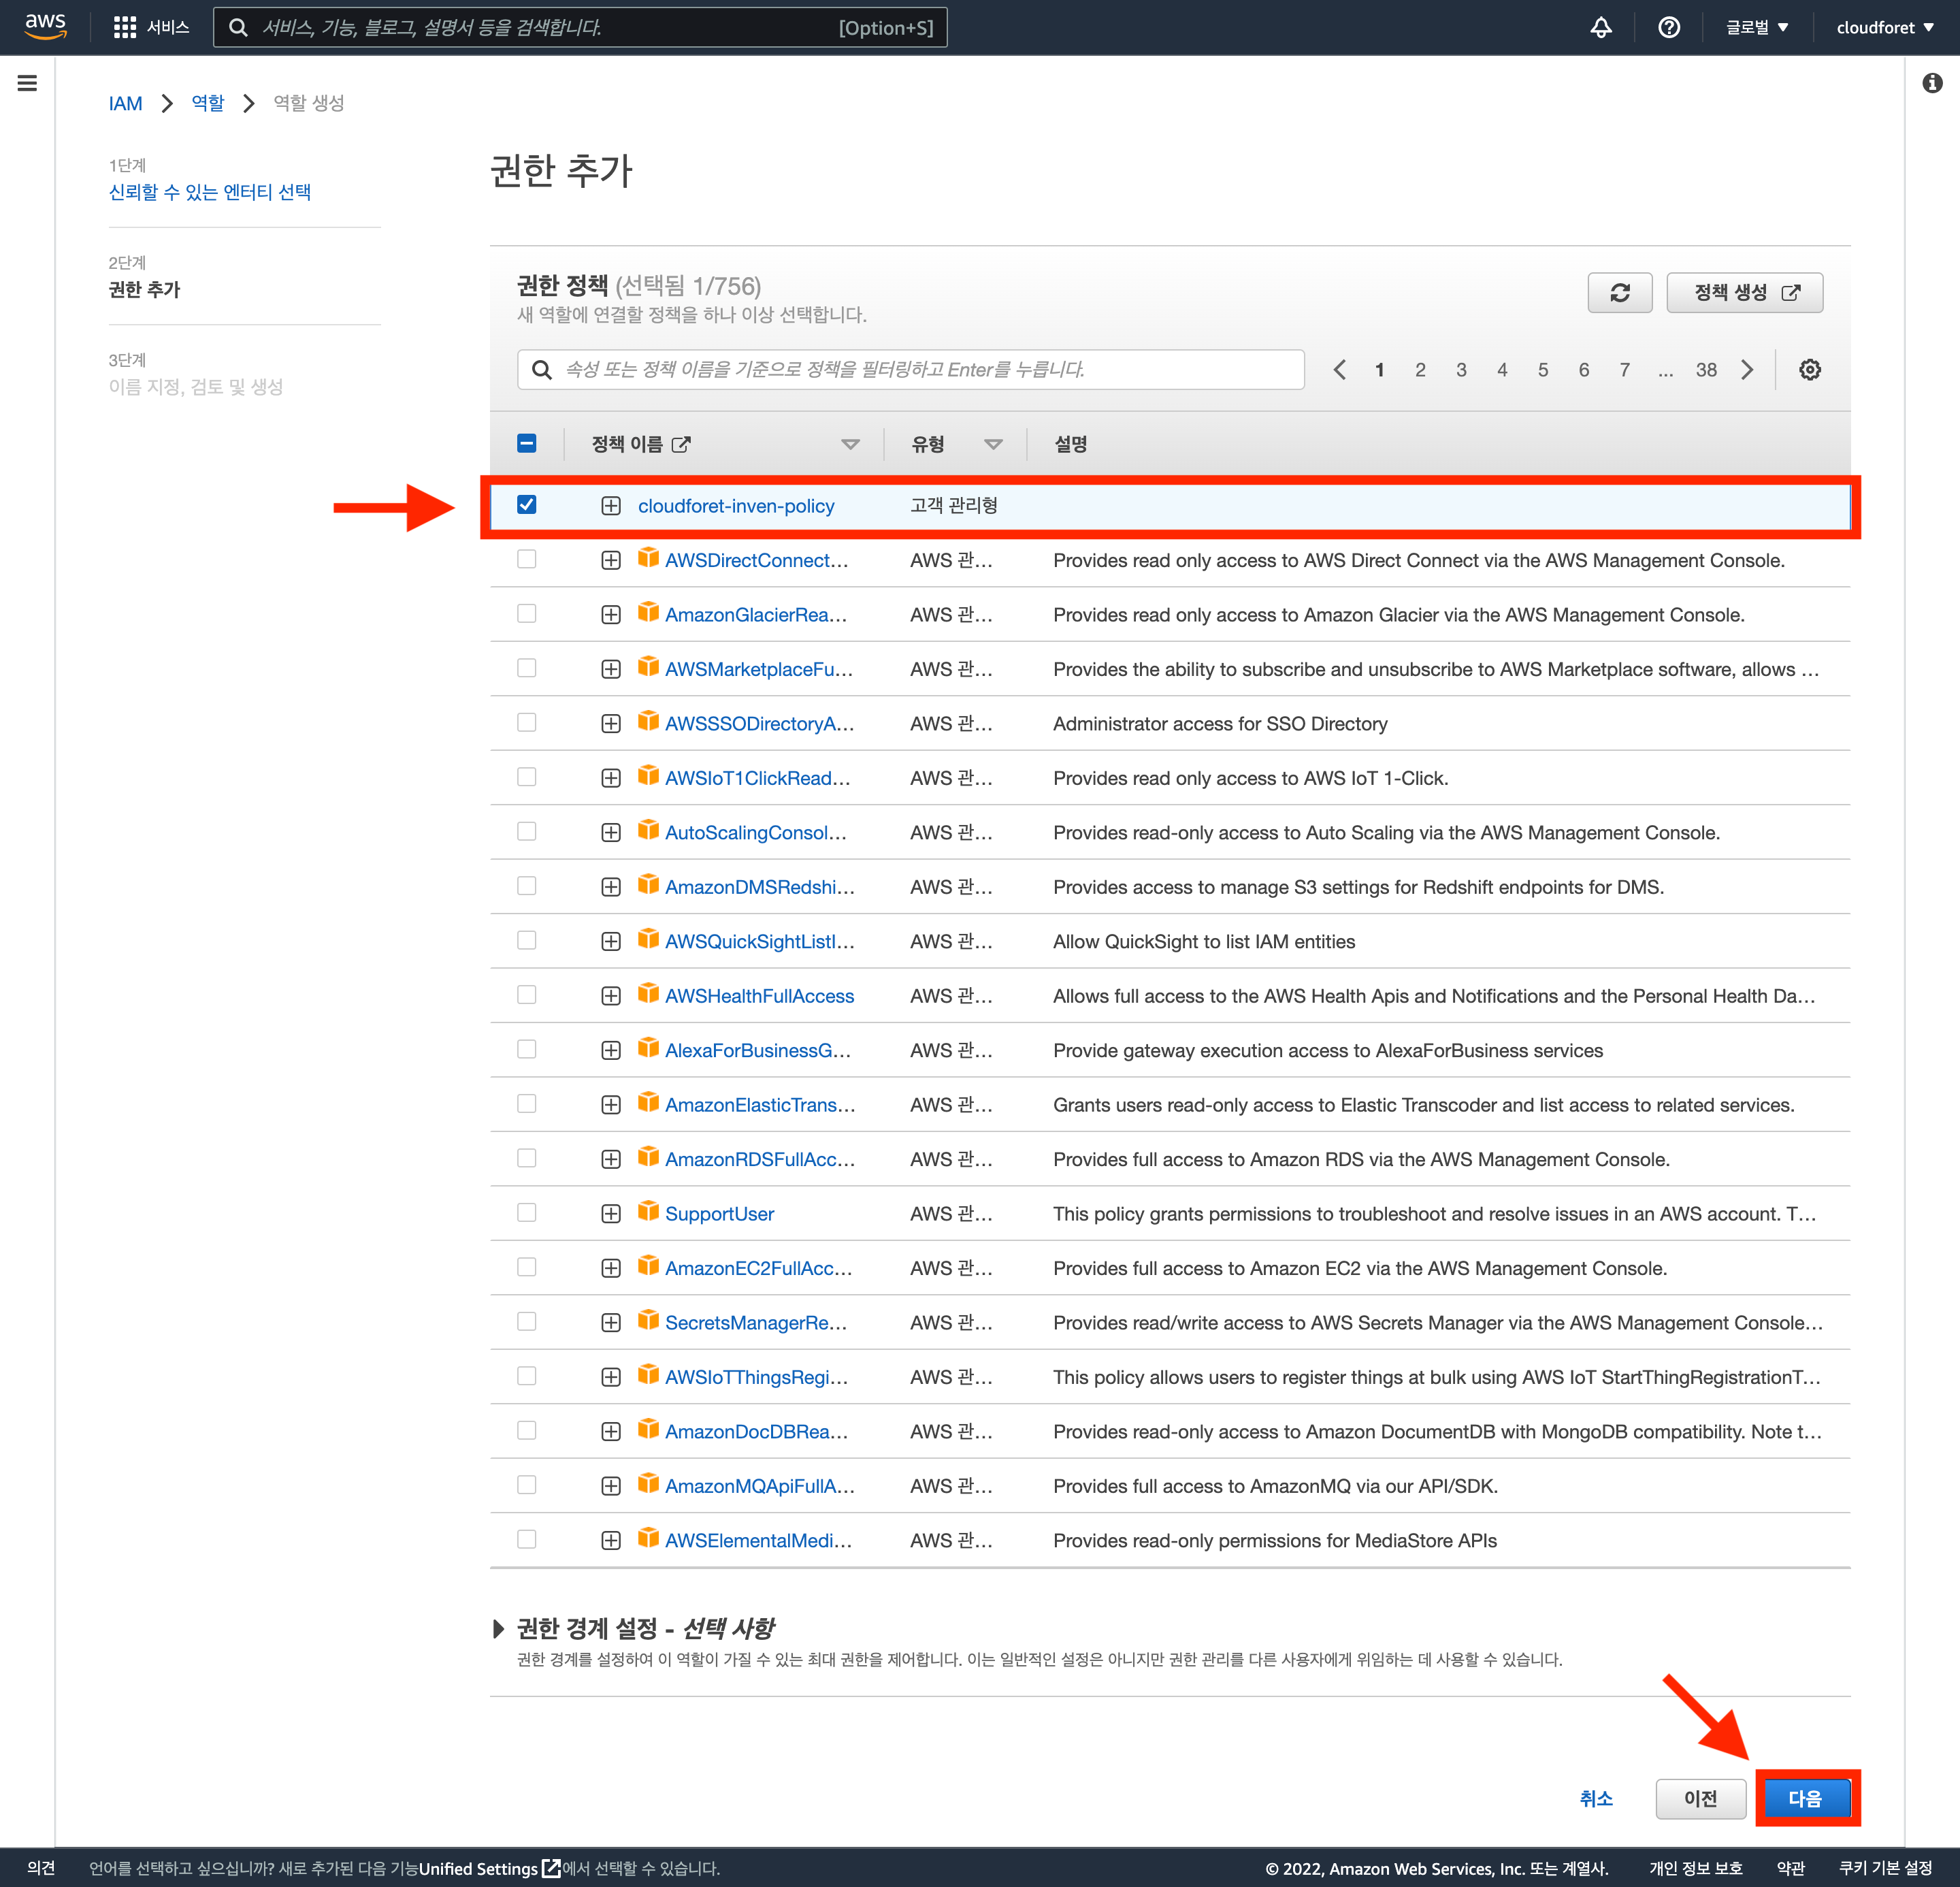 aws
서비스
서비스, 기능, 블로그, 설명서 등을 검색합니다.
[Option+S]
글로벌
cloudforet
IAM
역할
역할 생성
1단계
신뢰할 수 있는 엔터티 선택
2단계
권한 추가
3단계
이름 지정, 검토 및 생성
권한 추가
권한 정책 (선택됨 1/756)
새 역할에 연결할 정책을 하나 이상 선택합니다.
정책 생성
속성 또는 정책 이름을 기준으로 정책을 필터링하고 Enter를 누릅니다.
1 2 3 4 5 6 7 ... 38
정책 이름 유형 설명
cloudforet-inven-policy 고객 관리형
AWSDirectConnect... AWS 관... Provides read only access to AWS Direct Connect via the AWS Management Console.
AmazonGlacierRea... AWS 관... Provides read only access to Amazon Glacier via the AWS Management Console.
AWSMarketplaceFu... AWS 관... Provides the ability to subscribe and unsubscribe to AWS Marketplace software, allows ...
AWSSSODirectoryA... AWS 관... Administrator access for SSO Directory
AWSIoT1ClickRead... AWS 관... Provides read only access to AWS IoT 1-Click.
AutoScalingConsol... AWS 관... Provides read-only access to Auto Scaling via the AWS Management Console.
AmazonDMSRedshi... AWS 관... Provides access to manage S3 settings for Redshift endpoints for DMS.
AWSQuickSightListI... AWS 관... Allow QuickSight to list IAM entities
AWSHealthFullAccess AWS 관... Allows full access to the AWS Health Apis and Notifications and the Personal Health Da...
AlexaForBusinessG... AWS 관... Provide gateway execution access to AlexaForBusiness services
AmazonElasticTrans... AWS 관... Grants users read-only access to Elastic Transcoder and list access to related services.
AmazonRDSFullAcc... AWS 관... Provides full access to Amazon RDS via the AWS Management Console.
SupportUser AWS 관... This policy grants permissions to troubleshoot and resolve issues in an AWS account. T...
AmazonEC2FullAcc... AWS 관... Provides full access to Amazon EC2 via the AWS Management Console.
SecretsManagerRe... AWS 관... Provides read/write access to AWS Secrets Manager via the AWS Management Console...
AWSIoTThingsRegi... AWS 관... This policy allows users to register things at bulk using AWS IoT StartThingRegistrationT...
AmazonDocDBRea... AWS 관... Provides read-only access to Amazon DocumentDB with MongoDB compatibility. Note t...
AmazonMQApiFullA... AWS 관... Provides full access to AmazonMQ via our API/SDK.
AWSElementalMedi... AWS 관... Provides read-only permissions for MediaStore APIs
권한 경계 설정 - 선택 사항
권한 경계를 설정하여 이 역할이 가질 수 있는 최대 권한을 제어합니다. 이는 일반적인 설정은 아니지만 권한 관리를 다른 사용자에게 위임하는 데 사용할 수 있습니다.
취소
이전
다음
의견
언어를 선택하고 싶으십니까? 새로 추가된 다음 기능Unified Settings에서 선택할 수 있습니다.
© 2022, Amazon Web Services, Inc. 또는 계열사.
개인 정보 보호
약관
쿠키 기본 설정